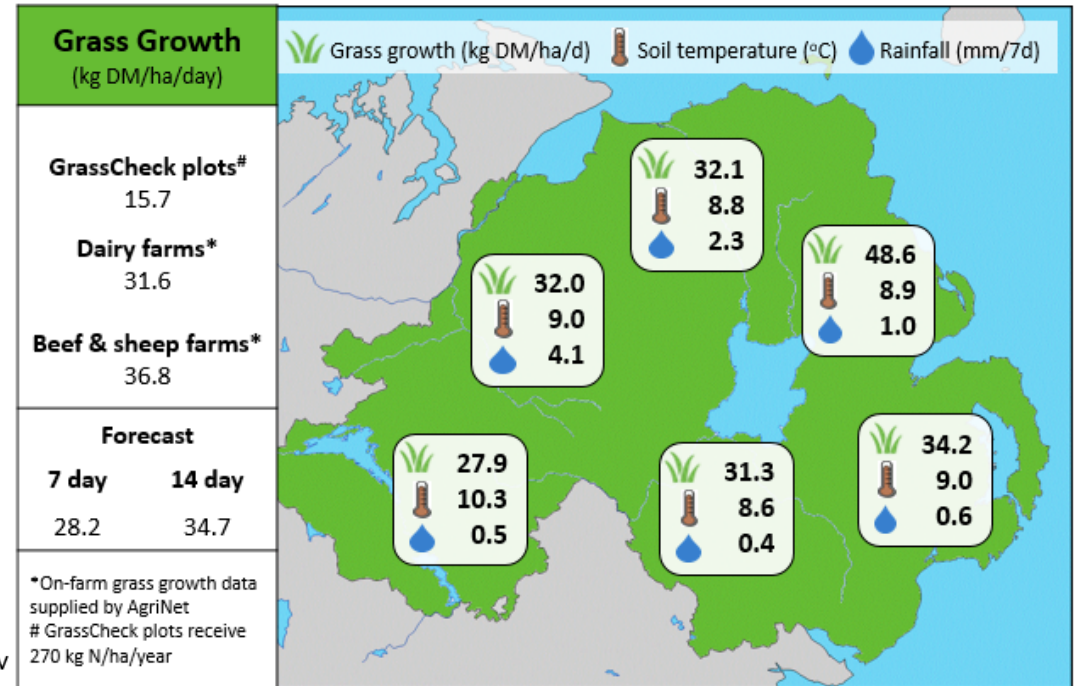 Grass Growth
(kg DM/ha/day)
GrassCheck plots#
15.7
Dairy farms*
31.6
Beef & sheep farms*
36.8
Forecast
7 day 14 day
28.2 34.7
*On-farm grass growth data
supplied by AgriNet
# GrassCheck plots receive
270 kg N/ha/year
v
Grass growth (kg DM/ha/d) Soil temperature (°C) Rainfall (mm/7d)
32.1
8.8
2.3
48.6
8.9
1.0
32.0
9.0
4.1
27.9
10.3
0.5
31.3
8.6
0.4
34.2
9.0
0.6